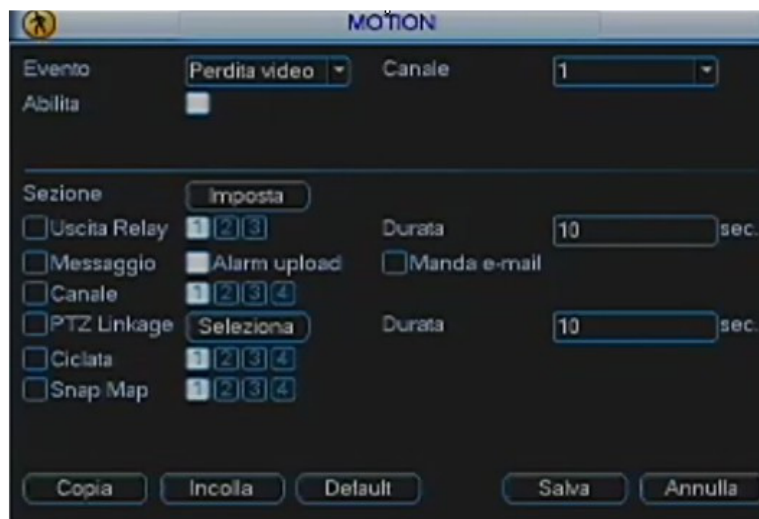 MOTION
Evento Perdita video Canale 1
Abilita
Sezione Imposta
Uscita Relay 1 2 3 Durata 10 sec.
Messaggio Alarm upload Manda e-mail
Canale 1 2 3 4
PTZ Linkage Seleziona Durata 10 sec.
Ciclata 1 2 3 4
Snap Map 1 2 3 4
Copia Incolla Default Salva Annulla